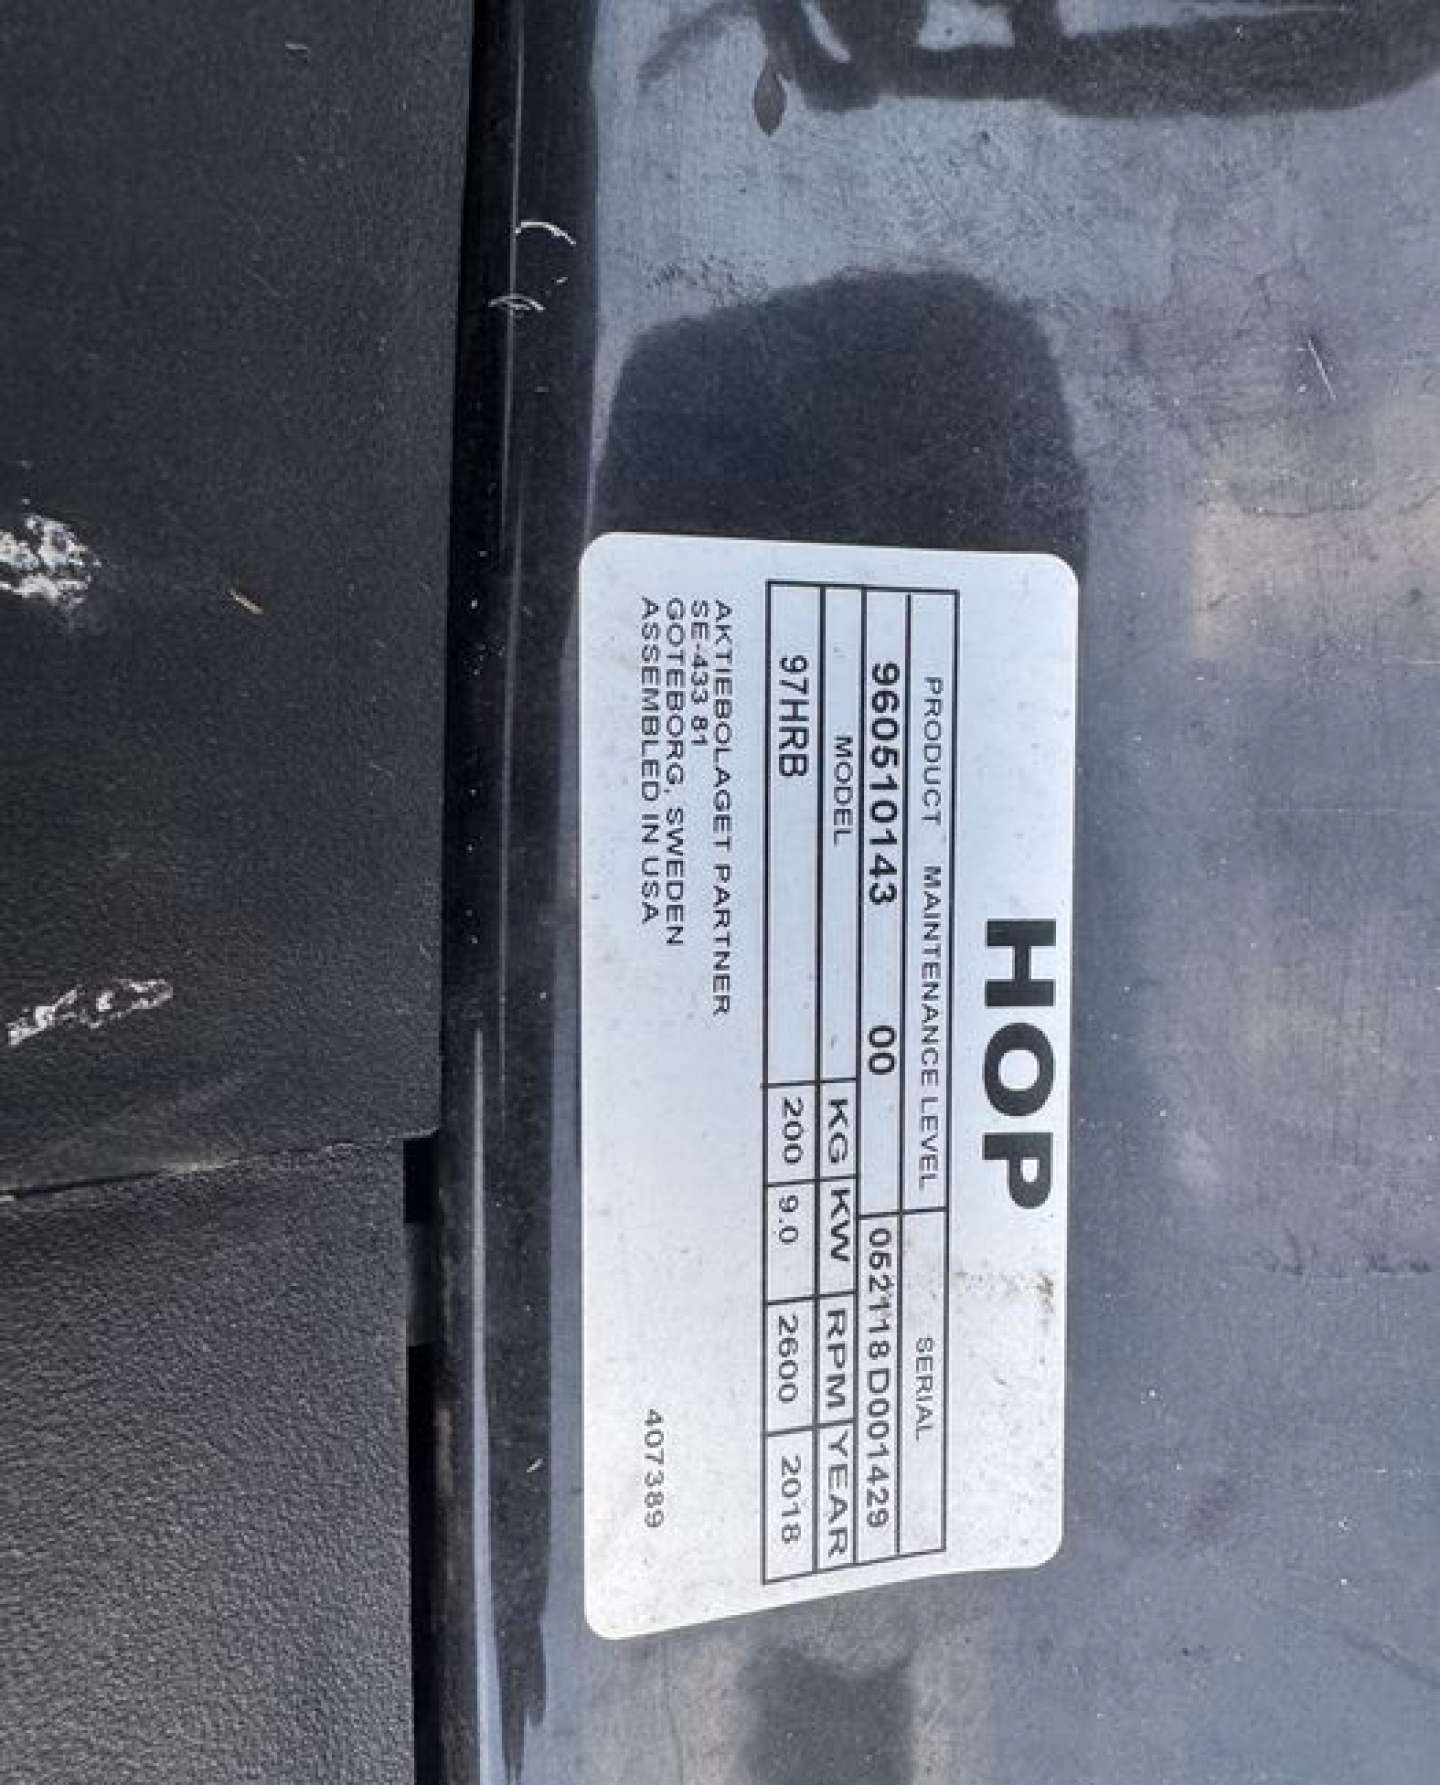 HOP
PRODUCT MAINTENANCE LEVEL SERIAL
960510143 00 052118D001429
MODEL KG KW RPM YEAR
97HRB 200 9.0 2600 2018
AKTIEBOLAGET PARTNER
SE-433 81
GOTEBORG, SWEDEN
ASSEMBLED IN USA 407389